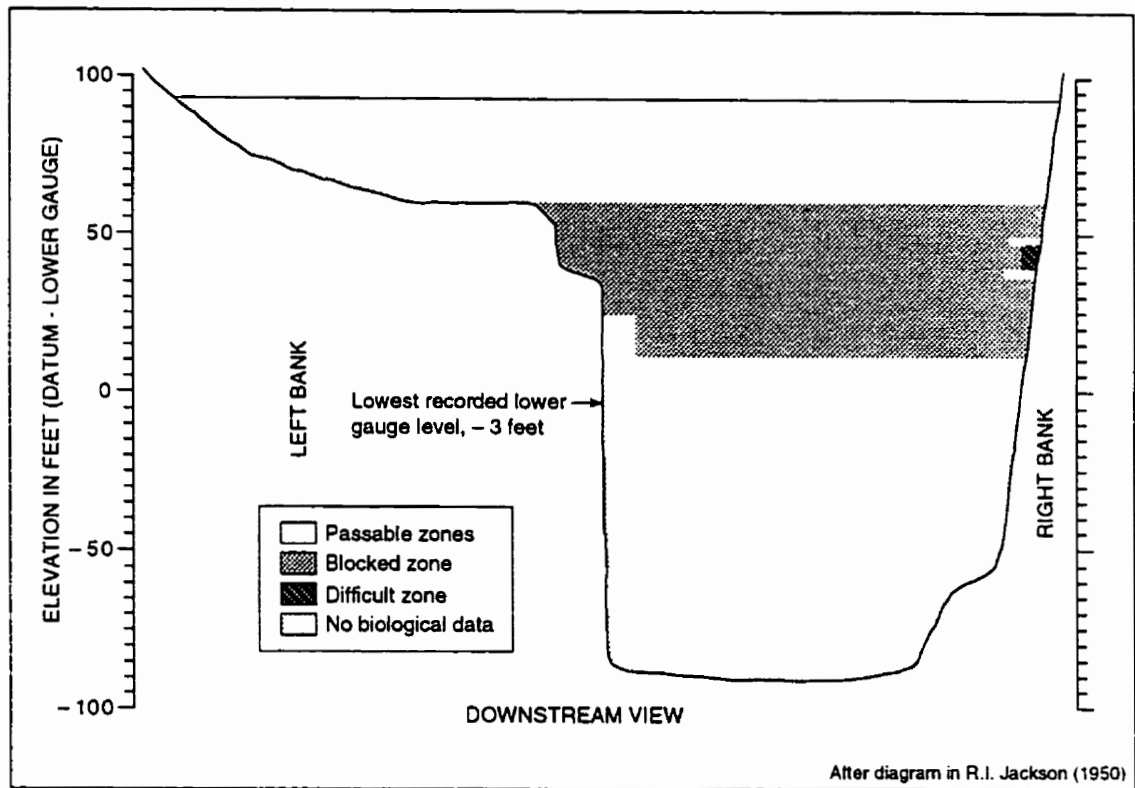 ELEVATION IN FEET (DATUM - LOWER GAUGE)
100
50
0
– 50
– 100
LEFT BANK
Lowest recorded lower
gauge level, – 3 feet
RIGHT BANK
Passable zones
Blocked zone
Difficult zone
No biological data
DOWNSTREAM VIEW
After diagram in R.I. Jackson (1950)